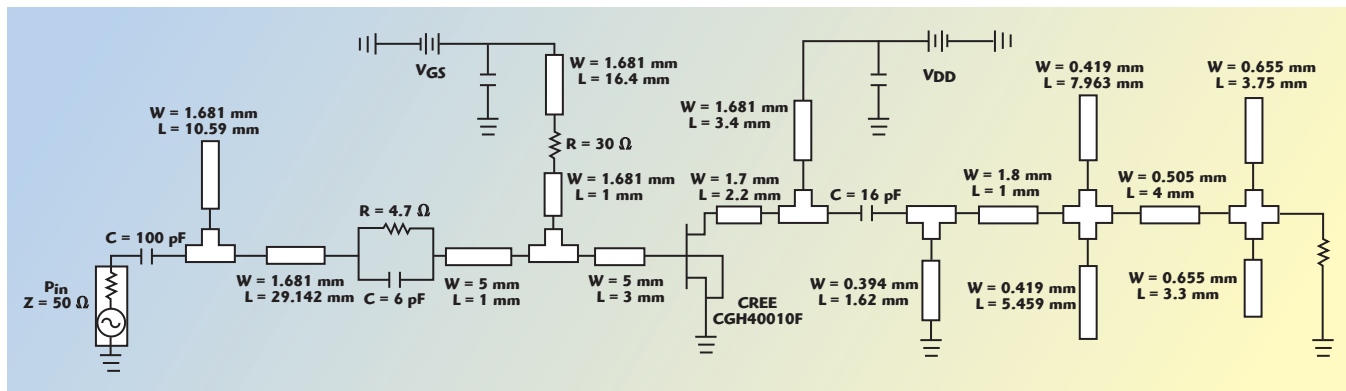 VGS
W = 1.681 mm
L = 16.4 mm
R = 30 Ω
W = 1.681 mm
L = 1 mm
W = 1.681 mm
L = 10.59 mm
C = 100 pF
Pin
Z = 50 Ω
W = 1.681 mm
L = 29.142 mm
R = 4.7 Ω
C = 6 pF
W = 5 mm
L = 1 mm
W = 5 mm
L = 3 mm
CREE
CGH40010F
W = 1.7 mm
L = 2.2 mm
W = 1.681 mm
L = 3.4 mm
VDD
C = 16 pF
W = 0.394 mm
L = 1.62 mm
W = 1.8 mm
L = 1 mm
W = 0.419 mm
L = 7.963 mm
W = 0.419 mm
L = 5.459 mm
W = 0.505 mm
L = 4 mm
W = 0.655 mm
L = 3.75 mm
W = 0.655 mm
L = 3.3 mm